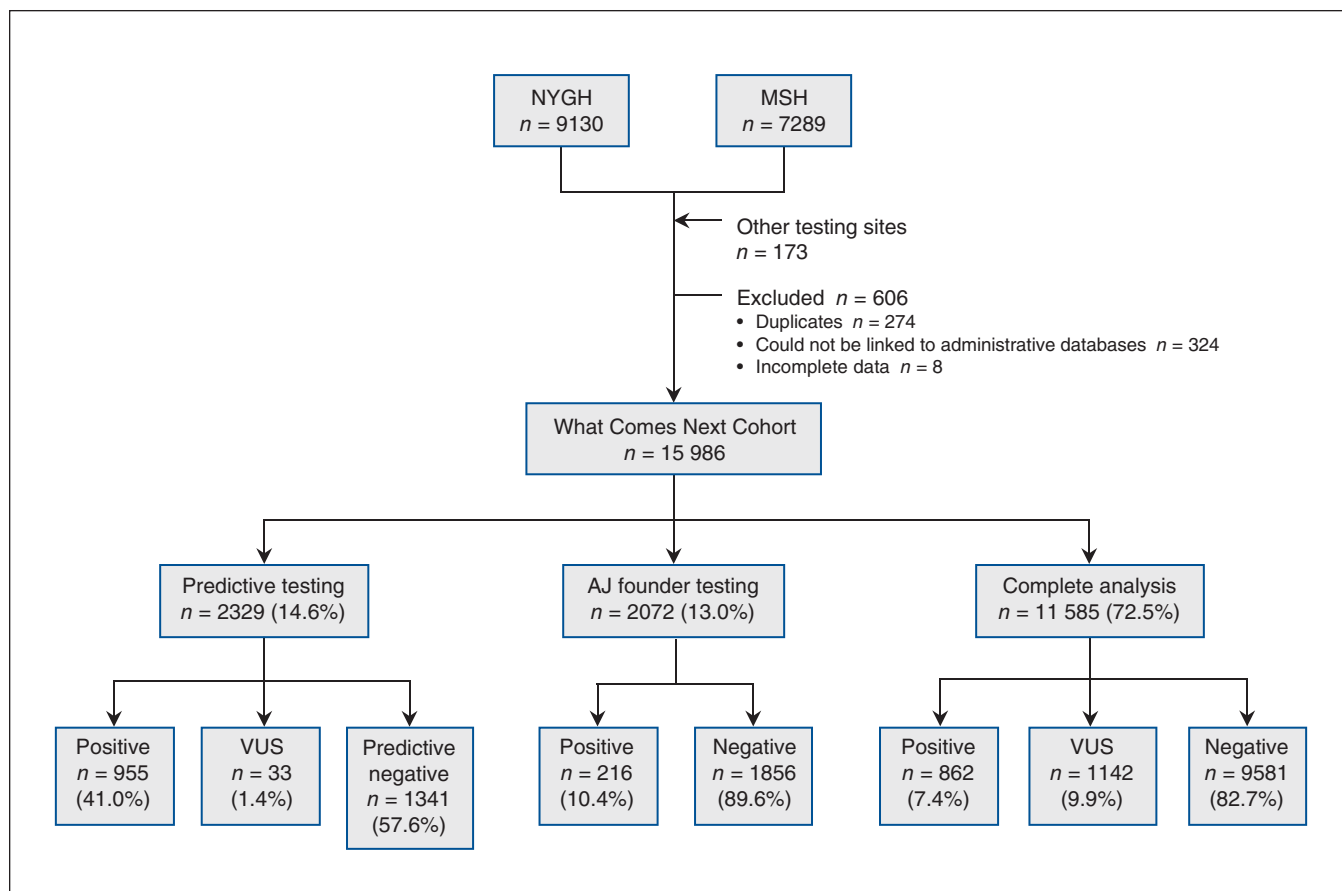 NYGH
n = 9130
MSH
n = 7289
Other testing sites
n = 173
Excluded n = 606
• Duplicates n = 274
• Could not be linked to administrative databases n = 324
• Incomplete data n = 8
What Comes Next Cohort
n = 15 986
Predictive testing
n = 2329 (14.6%)
AJ founder testing
n = 2072 (13.0%)
Complete analysis
n = 11 585 (72.5%)
Positive
n = 955
(41.0%)
VUS
n = 33
(1.4%)
Predictive
negative
n = 1341
(57.6%)
Positive
n = 216
(10.4%)
Negative
n = 1856
(89.6%)
Positive
n = 862
(7.4%)
VUS
n = 1142
(9.9%)
Negative
n = 9581
(82.7%)